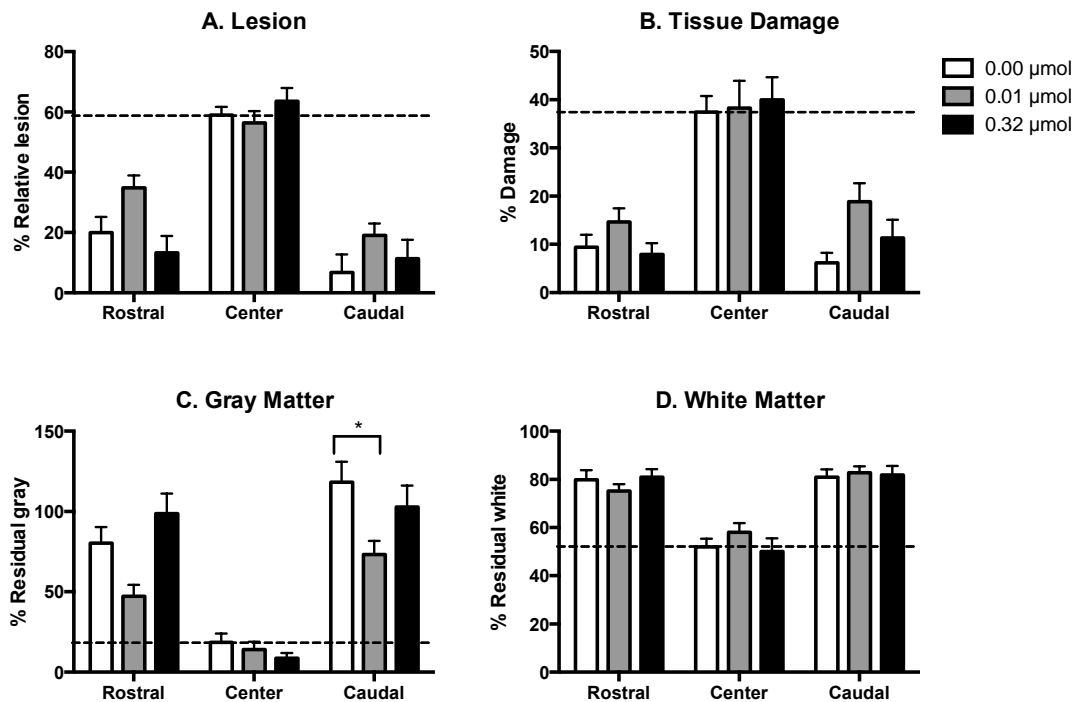 A. Lesion
% Relative lesion
80
60
40
20
0
Rostral Center Caudal
B. Tissue Damage
% Damage
50
40
30
20
10
0
Rostral Center Caudal
0.00 µmol
0.01 µmol
0.32 µmol
C. Gray Matter
% Residual gray
150
100
50
0
*
Rostral Center Caudal
D. White Matter
% Residual white
100
80
60
40
20
0
Rostral Center Caudal